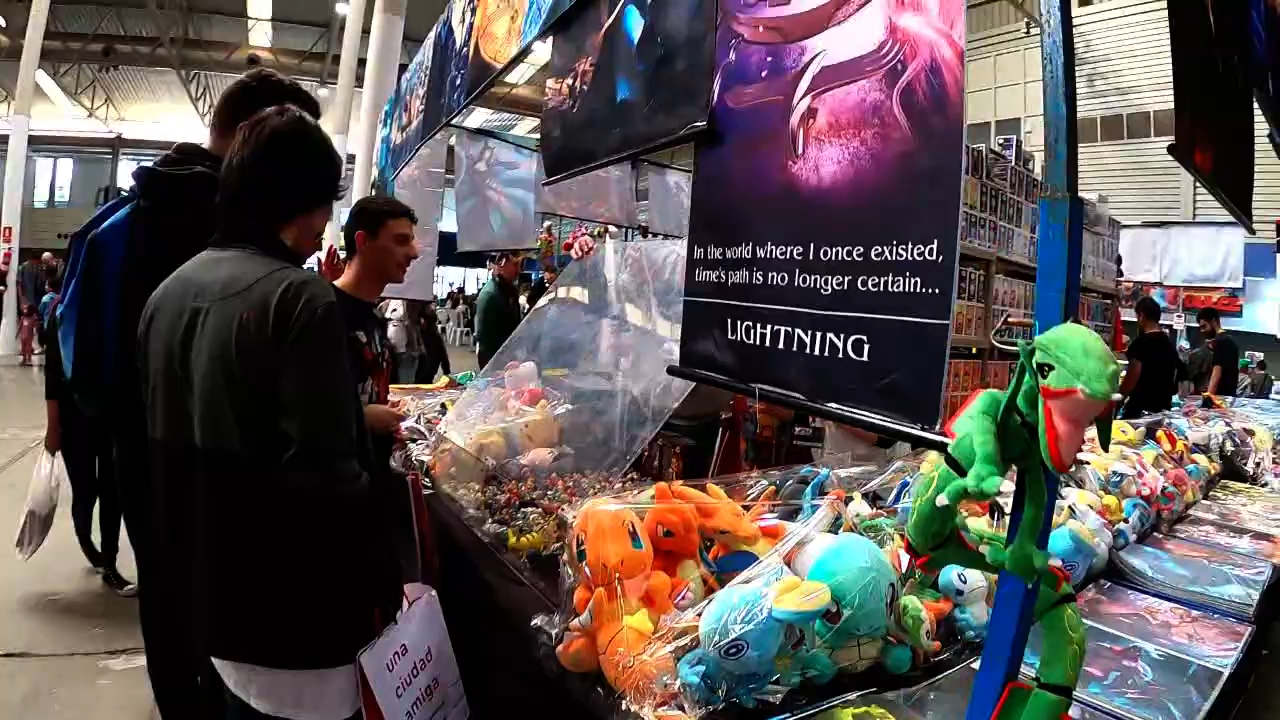 In the world where I once existed,
time's path is no longer certain...
LIGHTNING
una
ciudad
amiga